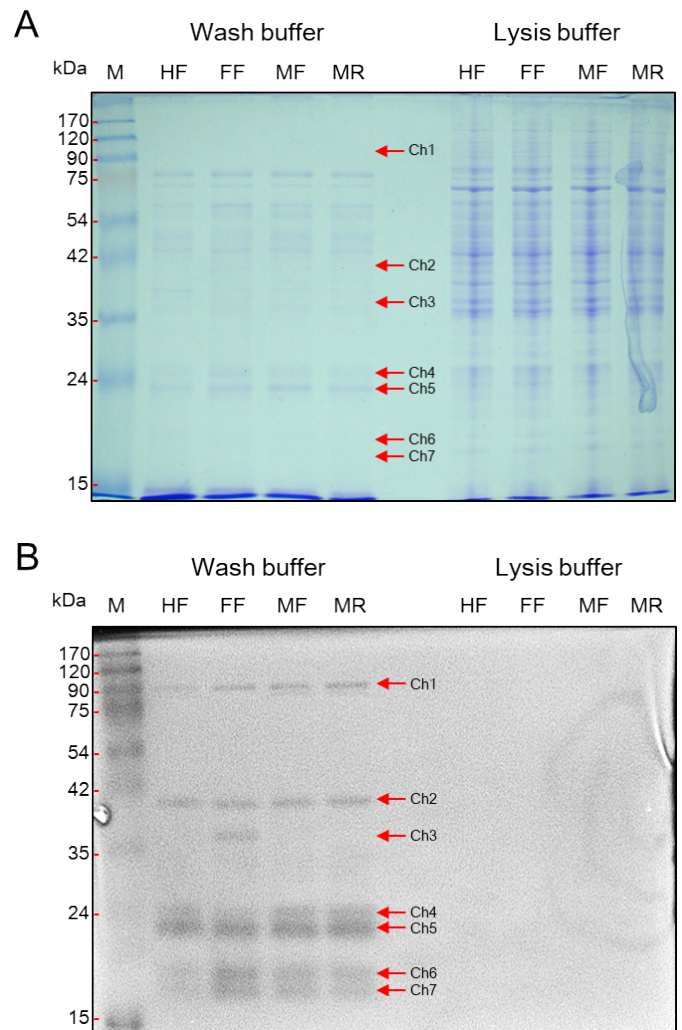 A
Wash buffer Lysis buffer
kDa M HF FF MF MR HF FF MF MR
170
120
90
75
54
42
35
24
15
Ch1
Ch2
Ch3
Ch4
Ch5
Ch6
Ch7
B
Wash buffer Lysis buffer
kDa M HF FF MF MR HF FF MF MR
170
120
90
75
54
42
35
24
15
Ch1
Ch2
Ch3
Ch4
Ch5
Ch6
Ch7